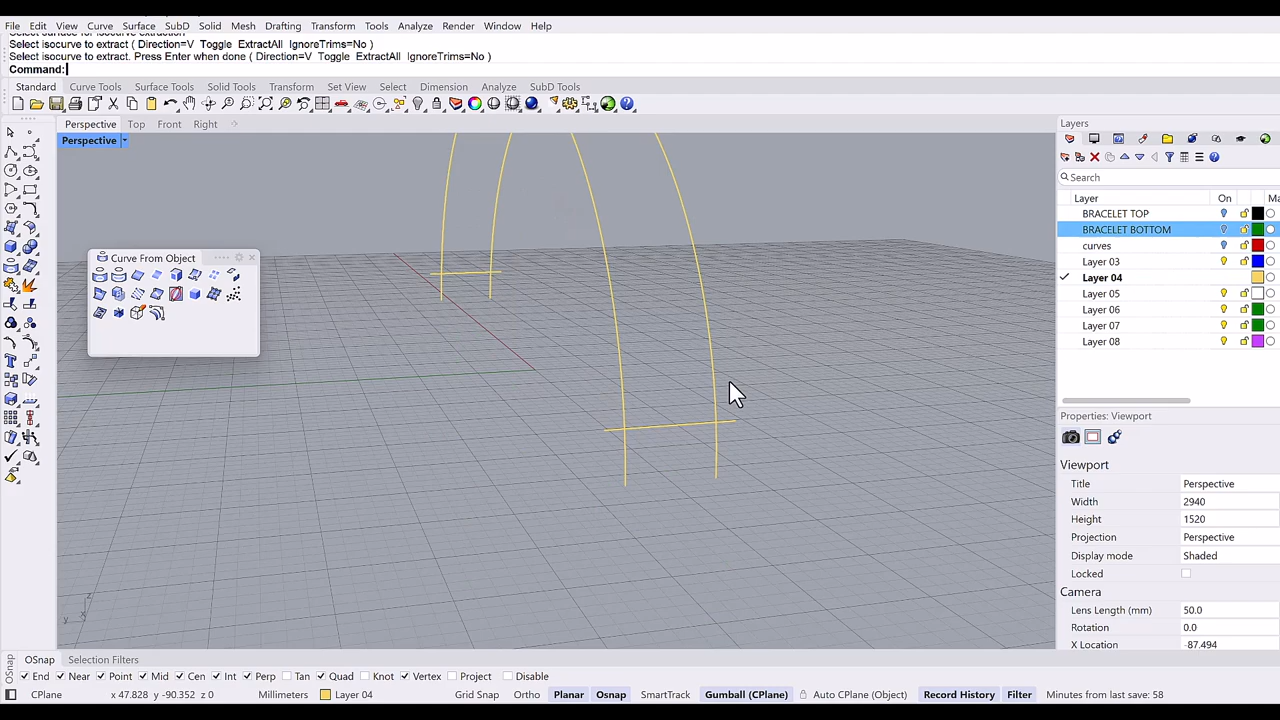 File Edit View Curve Surface SubD Solid Mesh Drafting Transform Tools Analyze Render Window Help
Select isocurve to extract ( Direction=V Toggle ExtractAll IgnoreTrims=No )
Select isocurve to extract. Press Enter when done ( Direction=V Toggle ExtractAll IgnoreTrims=No )
Command:
Standard Curve Tools Surface Tools Solid Tools Mesh Tools Transform Set View Select Dimension Analyze SubD Tools
Perspective Top Front Right
Perspective
Curve From Object
Layers
Search
Layer On Ma
BRACELET TOP
BRACELET BOTTOM
curves
Layer 03
Layer 04
Layer 05
Layer 06
Layer 07
Layer 08
Properties: Viewport
Viewport
Title Perspective
Width 2940
Height 1520
Projection Perspective
Display mode Shaded
Locked
Camera
Lens Length (mm) 50.0
Rotation 0.0
X Location -87.494
z
x
y
OSnap
OSnap Selection Filters
End Near Point Mid Cen Int Perp Tan Quad Knot Vertex Project Disable
CPlane x 47.828 y -90.352 z 0 Millimeters Layer 04 Grid Snap Ortho Planar Osnap SmartTrack Gumball (CPlane) Auto CPlane (Object) Record History Filter Minutes from last save: 58